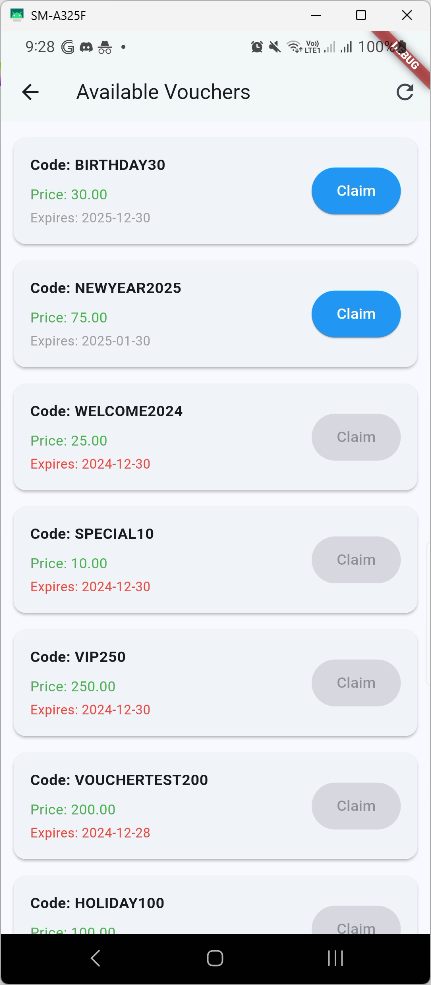 SM-A325F
9:28
Vo))
LTE1
100%
DEBUG
Available Vouchers
Code: BIRTHDAY30
Price: 30.00
Expires: 2025-12-30
Claim
Code: NEWYEAR2025
Price: 75.00
Expires: 2025-01-30
Claim
Code: WELCOME2024
Price: 25.00
Expires: 2024-12-30
Claim
Code: SPECIAL10
Price: 10.00
Expires: 2024-12-30
Claim
Code: VIP250
Price: 250.00
Expires: 2024-12-30
Claim
Code: VOUCHERTEST200
Price: 200.00
Expires: 2024-12-28
Claim
Code: HOLIDAY100
Price: 100.00
Claim